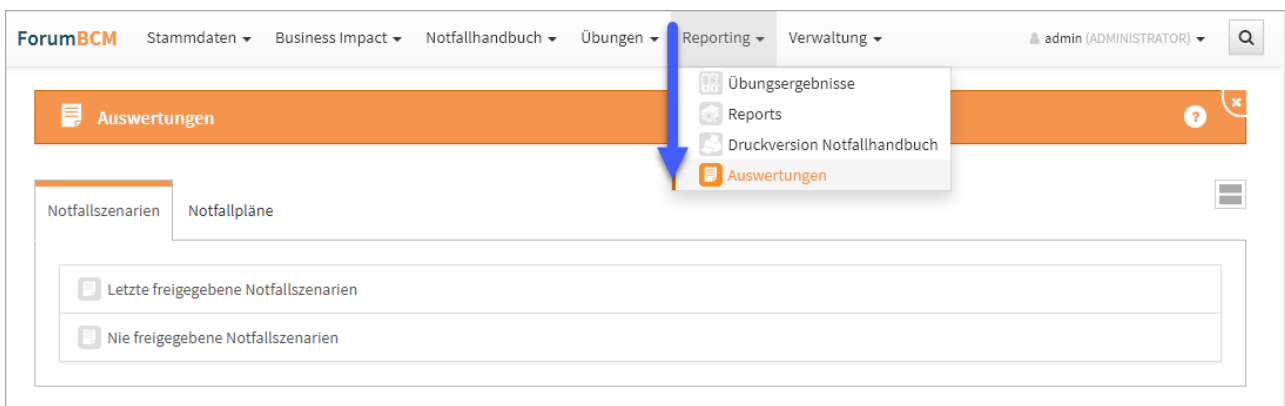 ForumBCM Stammdaten Business Impact Notfallhandbuch Übungen Reporting Verwaltung admin (ADMINISTRATOR)
Übungsergebnisse
Reports
Druckversion Notfallhandbuch
Auswertungen
Auswertungen
Notfallszenarien Notfallpläne
Letzte freigegebene Notfallszenarien
Nie freigegebene Notfallszenarien